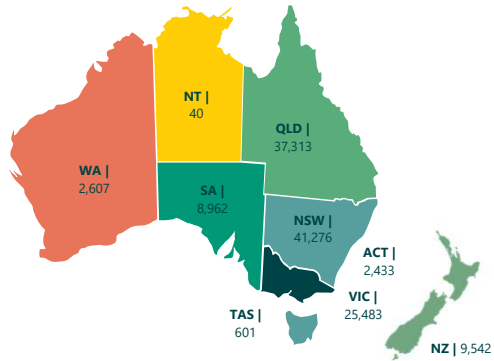 NT |
40
QLD |
37,313
WA |
2,607
SA |
8,962
NSW |
41,276
ACT |
2,433
VIC |
25,483
TAS |
601
NZ | 9,542